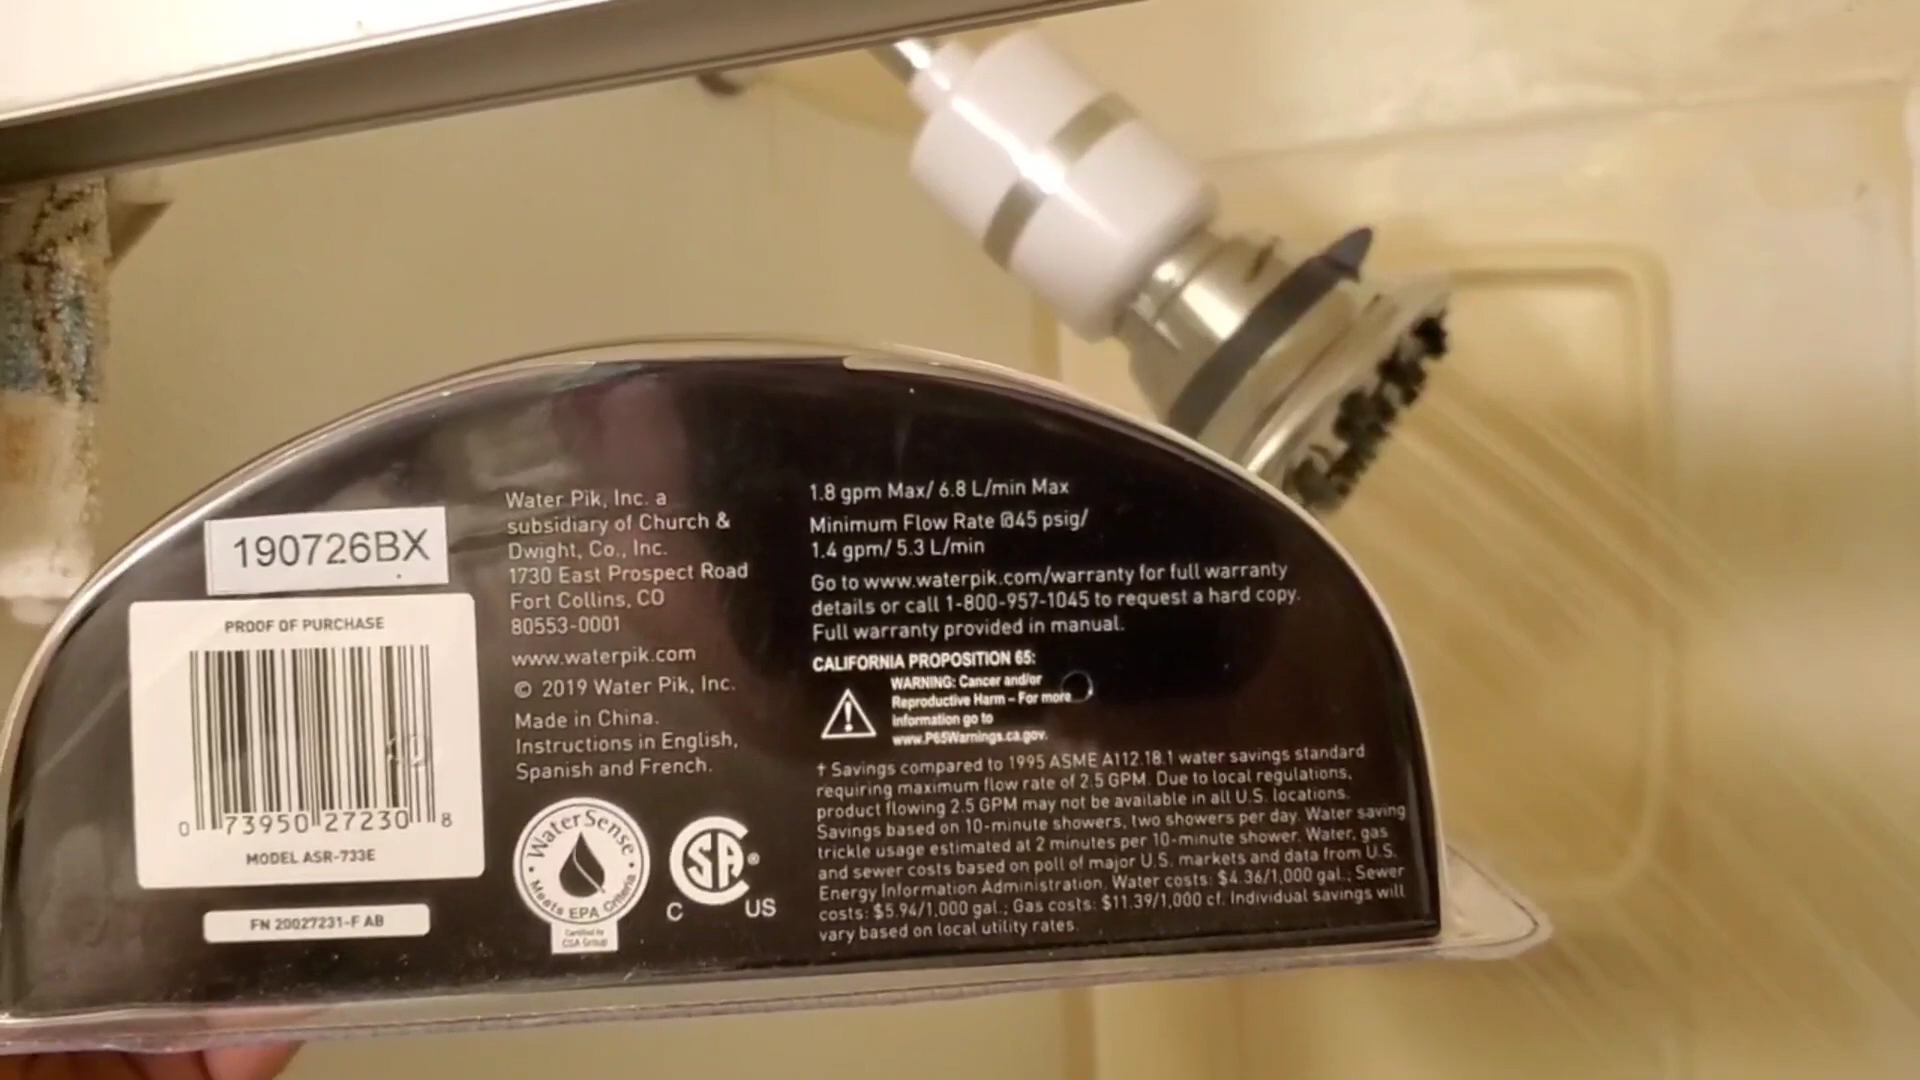 190726BX
PROOF OF PURCHASE
0 73950 27230 8
MODEL ASR-733E
FN 20027231-F AB
Water Pik, Inc. a
subsidiary of Church &
Dwight, Co., Inc.
1730 East Prospect Road
Fort Collins, CO
80553-0001
www.waterpik.com
© 2019 Water Pik, Inc.
Made in China.
Instructions in English,
Spanish and French.
WaterSense
Meets EPA Criteria
Certified by
CSA Group
SA®
C US
1.8 gpm Max/ 6.8 L/min Max
Minimum Flow Rate @45 psig/
1.4 gpm/ 5.3 L/min
Go to www.waterpik.com/warranty for full warranty
details or call 1-800-957-1045 to request a hard copy.
Full warranty provided in manual.
CALIFORNIA PROPOSITION 65:
WARNING: Cancer and/or
Reproductive Harm – For more
information go to
www.P65Warnings.ca.gov.
† Savings compared to 1995 ASME A112.18.1 water savings standard
requiring maximum flow rate of 2.5 GPM. Due to local regulations,
product flowing 2.5 GPM may not be available in all U.S. locations.
Savings based on 10-minute showers, two showers per day. Water saving
trickle usage estimated at 2 minutes per 10-minute shower. Water, gas
and sewer costs based on poll of major U.S. markets and data from U.S.
Energy Information Administration. Water costs: $4.36/1,000 gal.; Sewer
costs: $5.94/1,000 gal.; Gas costs: $11.39/1,000 cf. Individual savings will
vary based on local utility rates.